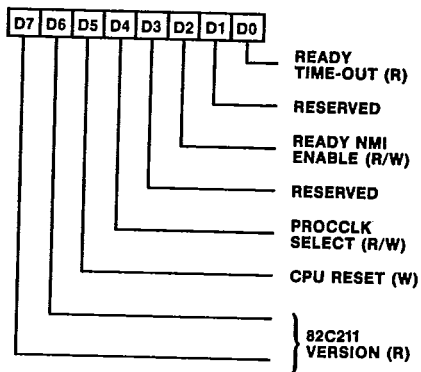 D7 D6 D5 D4 D3 D2 D1 D0
READY
TIME-OUT (R)
RESERVED
READY NMI
ENABLE (R/W)
RESERVED
PROCCLK
SELECT (R/W)
CPU RESET (W)
82C211
VERSION (R)